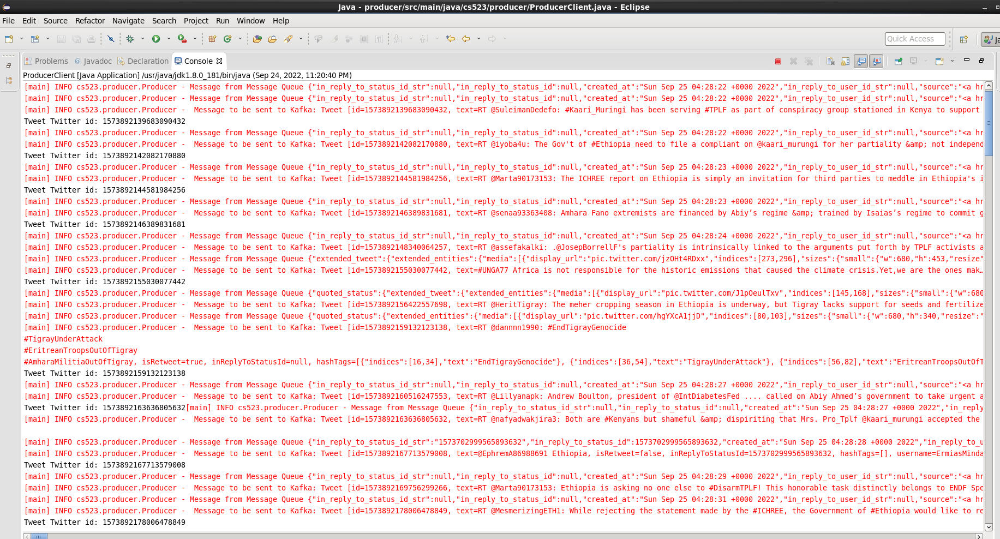 Java - producer/src/main/java/cs523/producer/ProducerClient.java - Eclipse
File Edit Source Refactor Navigate Search Project Run Window Help
Quick Access
Ja
Problems Javadoc Declaration Console
ProducerClient [Java Application] /usr/java/jdk1.8.0_181/bin/java (Sep 24, 2022, 11:20:40 PM)
[main] INFO cs523.producer.Producer - Message from Message Queue {"in_reply_to_status_id_str":null,"in_reply_to_status_id":null,"created_at":"Sun Sep 25 04:28:22 +0000 2022","in_reply_to_user_id_str":null,"source":"<a hr
[main] INFO cs523.producer.Producer - Message from Message Queue {"in_reply_to_status_id_str":null,"in_reply_to_status_id":null,"created_at":"Sun Sep 25 04:28:22 +0000 2022","in_reply_to_user_id_str":null,"source":"<a hr
[main] INFO cs523.producer.Producer -  Message to be sent to Kafka: Tweet [id=1573892139683090432, text=RT @SuleimanDedefo: #Kaari_Muringi has been serving #TPLF as part of conspiracy group stationed in Kenya to support
Tweet Twitter id: 1573892139683090432
[main] INFO cs523.producer.Producer - Message from Message Queue {"in_reply_to_status_id_str":null,"in_reply_to_status_id":null,"created_at":"Sun Sep 25 04:28:22 +0000 2022","in_reply_to_user_id_str":null,"source":"<a hr
[main] INFO cs523.producer.Producer -  Message to be sent to Kafka: Tweet [id=1573892142082170880, text=RT @iyoba4u: The Gov't of #Ethiopia need to file a compliant on @kaari_murungi for her partiality &amp; not independ
Tweet Twitter id: 1573892142082170880
[main] INFO cs523.producer.Producer - Message from Message Queue {"in_reply_to_status_id_str":null,"in_reply_to_status_id":null,"created_at":"Sun Sep 25 04:28:23 +0000 2022","in_reply_to_user_id_str":null,"source":"<a hr
[main] INFO cs523.producer.Producer -  Message to be sent to Kafka: Tweet [id=1573892144581984256, text=RT @Marta90173153: The ICHREE report on Ethiopia is simply an invitation for third parties to meddle in Ethiopia's i
Tweet Twitter id: 1573892144581984256
[main] INFO cs523.producer.Producer - Message from Message Queue {"in_reply_to_status_id_str":null,"in_reply_to_status_id":null,"created_at":"Sun Sep 25 04:28:23 +0000 2022","in_reply_to_user_id_str":null,"source":"<a hr
[main] INFO cs523.producer.Producer -  Message to be sent to Kafka: Tweet [id=1573892146389831681, text=RT @senaa93363408: Amhara Fano extremists are financed by Abiy’s regime &amp; trained by Isaias’s regime to commit g
Tweet Twitter id: 1573892146389831681
[main] INFO cs523.producer.Producer - Message from Message Queue {"in_reply_to_status_id_str":null,"in_reply_to_status_id":null,"created_at":"Sun Sep 25 04:28:24 +0000 2022","in_reply_to_user_id_str":null,"source":"<a hr
[main] INFO cs523.producer.Producer -  Message to be sent to Kafka: Tweet [id=1573892148340064257, text=RT @assefakalki: .@JosepBorrellF's partiality is intrinsically linked to the arguments put forth by TPLF activists a
[main] INFO cs523.producer.Producer - Message from Message Queue {"extended_tweet":{"extended_entities":{"media":[{"display_url":"pic.twitter.com/jzOHt4RDxx","indices":[273,296],"sizes":{"small":{"w":680,"h":453,"resize"
[main] INFO cs523.producer.Producer -  Message to be sent to Kafka: Tweet [id=1573892155030077442, text=#UNGA77 Africa is not responsible for the historic emissions that caused the climate crisis.Yet,we are the ones mak…
Tweet Twitter id: 1573892155030077442
[main] INFO cs523.producer.Producer - Message from Message Queue {"quoted_status":{"extended_tweet":{"extended_entities":{"media":[{"display_url":"pic.twitter.com/J1pOeulTxv","indices":[145,168],"sizes":{"small":{"w":680
[main] INFO cs523.producer.Producer -  Message to be sent to Kafka: Tweet [id=1573892156422557698, text=RT @HeritTigray: The meher cropping season in Ethiopia is underway, but Tigray lacks support for seeds and fertilize
[main] INFO cs523.producer.Producer - Message from Message Queue {"quoted_status":{"extended_entities":{"media":[{"display_url":"pic.twitter.com/hgYXcA1jjD","indices":[80,103],"sizes":{"small":{"w":680,"h":340,"resize":"
[main] INFO cs523.producer.Producer -  Message to be sent to Kafka: Tweet [id=1573892159132123138, text=RT @dannnn1990: #EndTigrayGenocide
#TigrayUnderAttack
#EritreanTroopsOutOfTigray
#AmharaMilitiaOutOfTigray, isRetweet=true, inReplyToStatusId=null, hashTags=[{"indices":[16,34],"text":"EndTigrayGenocide"}, {"indices":[36,54],"text":"TigrayUnderAttack"}, {"indices":[56,82],"text":"EritreanTroopsOutOfT
Tweet Twitter id: 1573892159132123138
[main] INFO cs523.producer.Producer - Message from Message Queue {"in_reply_to_status_id_str":null,"in_reply_to_status_id":null,"created_at":"Sun Sep 25 04:28:27 +0000 2022","in_reply_to_user_id_str":null,"source":"<a hr
[main] INFO cs523.producer.Producer -  Message to be sent to Kafka: Tweet [id=1573892160516247553, text=RT @Lillyanapk: Andrew Boulton, president of @IntDiabetesFed .... called on Abiy Ahmed’s government to take urgent a
Tweet Twitter id: 1573892163636805632[main] INFO cs523.producer.Producer - Message from Message Queue {"in_reply_to_status_id_str":null,"in_reply_to_status_id":null,"created_at":"Sun Sep 25 04:28:27 +0000 2022","in_reply
[main] INFO cs523.producer.Producer -  Message to be sent to Kafka: Tweet [id=1573892163636805632, text=RT @nafyadwakjira3: Both are #Kenyans but shameful &amp; dispiriting that Mrs. Pro_Tplf @kaari_murungi accepted the
[main] INFO cs523.producer.Producer - Message from Message Queue {"in_reply_to_status_id_str":"1573702999565893632","in_reply_to_status_id":1573702999565893632,"created_at":"Sun Sep 25 04:28:28 +0000 2022","in_reply_to_u
[main] INFO cs523.producer.Producer -  Message to be sent to Kafka: Tweet [id=1573892167713579008, text=@EphremA86988691 Ethiopia, isRetweet=false, inReplyToStatusId=1573702999565893632, hashTags=[], username=ErmiasMinda
Tweet Twitter id: 1573892167713579008
[main] INFO cs523.producer.Producer - Message from Message Queue {"in_reply_to_status_id_str":null,"in_reply_to_status_id":null,"created_at":"Sun Sep 25 04:28:29 +0000 2022","in_reply_to_user_id_str":null,"source":"<a hr
[main] INFO cs523.producer.Producer -  Message to be sent to Kafka: Tweet [id=1573892169756299266, text=RT @Marta90173153: Ethiopia is asking no one else to #DisarmTPLF! This honorable task distinctly belongs to ENDF Spe
[main] INFO cs523.producer.Producer - Message from Message Queue {"in_reply_to_status_id_str":null,"in_reply_to_status_id":null,"created_at":"Sun Sep 25 04:28:31 +0000 2022","in_reply_to_user_id_str":null,"source":"<a hr
[main] INFO cs523.producer.Producer -  Message to be sent to Kafka: Tweet [id=1573892178006478849, text=RT @MesmerizingETH1: While rejecting the statement made by the #ICHREE, the Government of #Ethiopia would like to re
Tweet Twitter id: 1573892178006478849